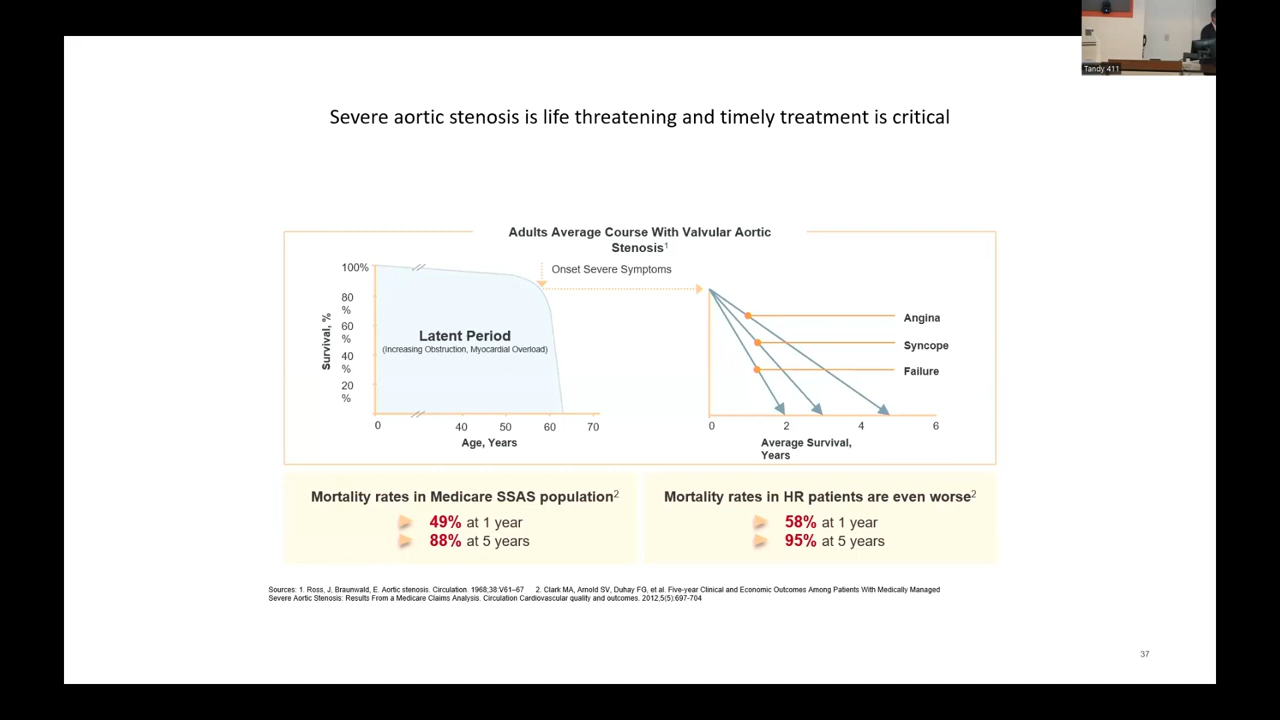 Tandy 411
Severe aortic stenosis is life threatening and timely treatment is critical
Adults Average Course With Valvular Aortic
Stenosis1
Onset Severe Symptoms
Survival, %
100%
80
%
60
%
40
%
20
%
Latent Period
(Increasing Obstruction, Myocardial Overload)
0
40
50
60
70
Age, Years
Angina
Syncope
Failure
0
2
4
6
Average Survival,
Years
Mortality rates in Medicare SSAS population2
49% at 1 year
88% at 5 years
Mortality rates in HR patients are even worse2
58% at 1 year
95% at 5 years
Sources: 1. Ross, J, Braunwald, E. Aortic stenosis. Circulation. 1968;38:V61–67 2. Clark MA, Arnold SV, Duhay FG, et al. Five-year Clinical and Economic Outcomes Among Patients With Medically Managed
Severe Aortic Stenosis: Results From a Medicare Claims Analysis. Circulation Cardiovascular quality and outcomes. 2012;5(5):697-704
37